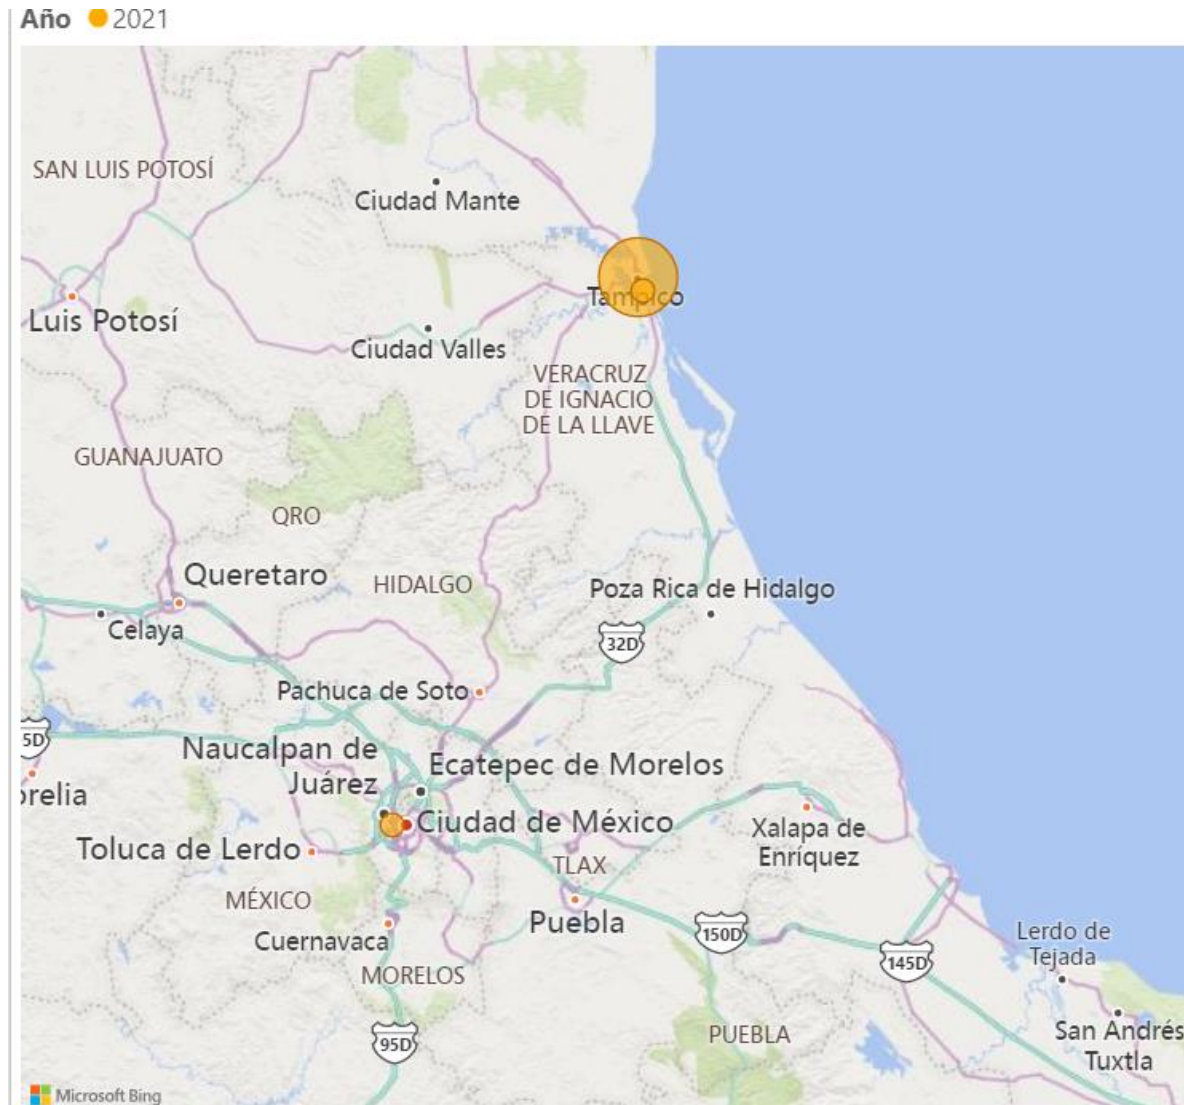 Año 2021
SAN LUIS POTOSÍ
Ciudad Mante
Tampico
Luis Potosí
Ciudad Valles
VERACRUZ
DE IGNACIO
DE LA LLAVE
GUANAJUATO
QRO
Queretaro
HIDALGO
Poza Rica de Hidalgo
Celaya
32D
Pachuca de Soto
5D
Naucalpan de
Juárez
Ecatepec de Morelos
orelia
Ciudad de México
Xalapa de
Enríquez
Toluca de Lerdo
TLAX
MÉXICO
Puebla
150D
Cuernavaca
Lerdo de
Tejada
145D
MORELOS
95D
PUEBLA
San Andrés
Tuxtla
Microsoft Bing